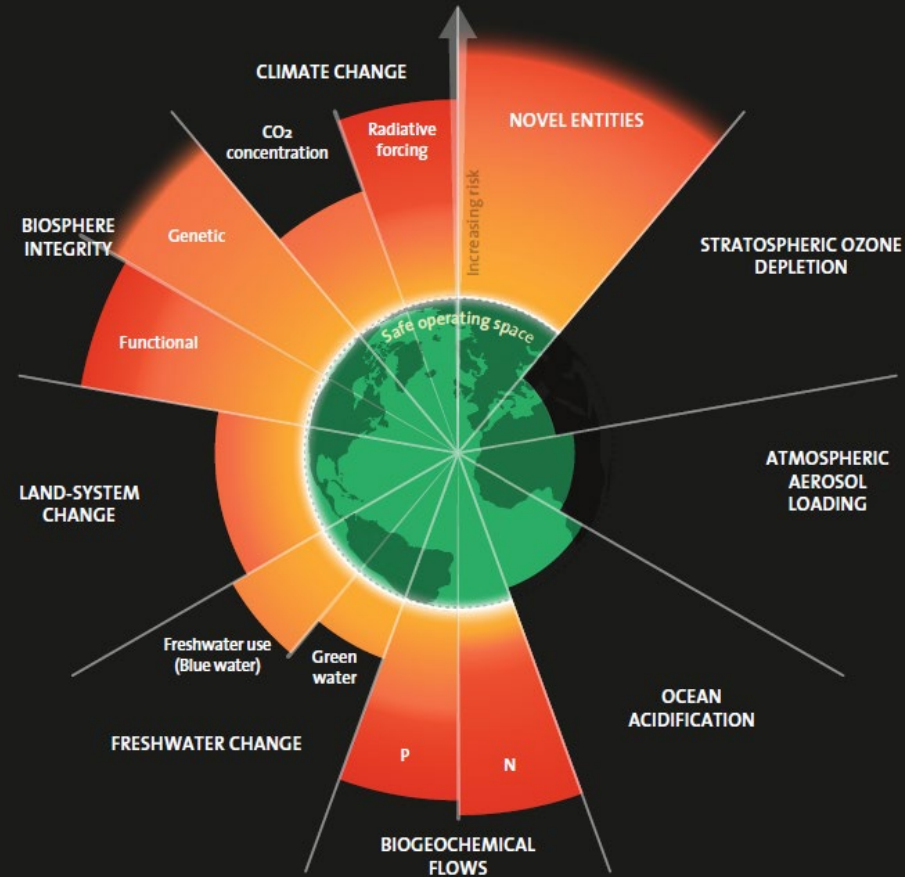 CLIMATE CHANGE
CO2
concentration
Radiative
forcing
NOVEL ENTITIES
Increasing risk
STRATOSPHERIC OZONE
DEPLETION
BIOSPHERE
INTEGRITY
Genetic
Functional
Safe operating space
ATMOSPHERIC
AEROSOL
LOADING
LAND-SYSTEM
CHANGE
Freshwater use
(Blue water)
Green
water
FRESHWATER CHANGE
OCEAN
ACIDIFICATION
P
N
BIOGEOCHEMICAL
FLOWS